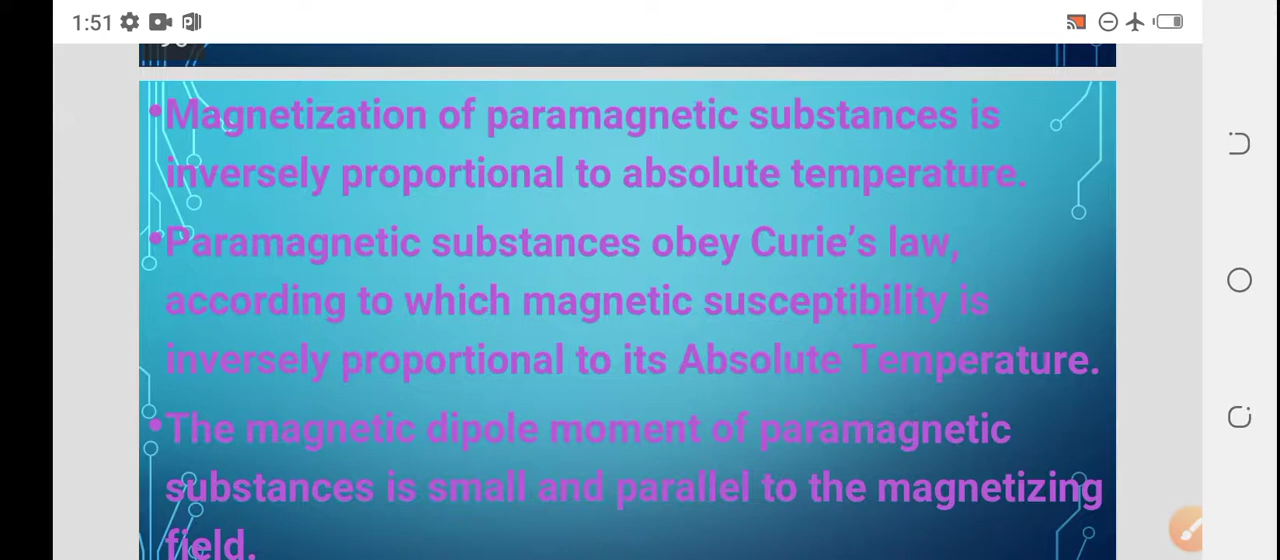 1:51
•Magnetization of paramagnetic substances is
inversely proportional to absolute temperature.
•Paramagnetic substances obey Curie's law,
according to which magnetic susceptibility is
inversely proportional to its Absolute Temperature.
•The magnetic dipole moment of paramagnetic
substances is small and parallel to the magnetizing
field.